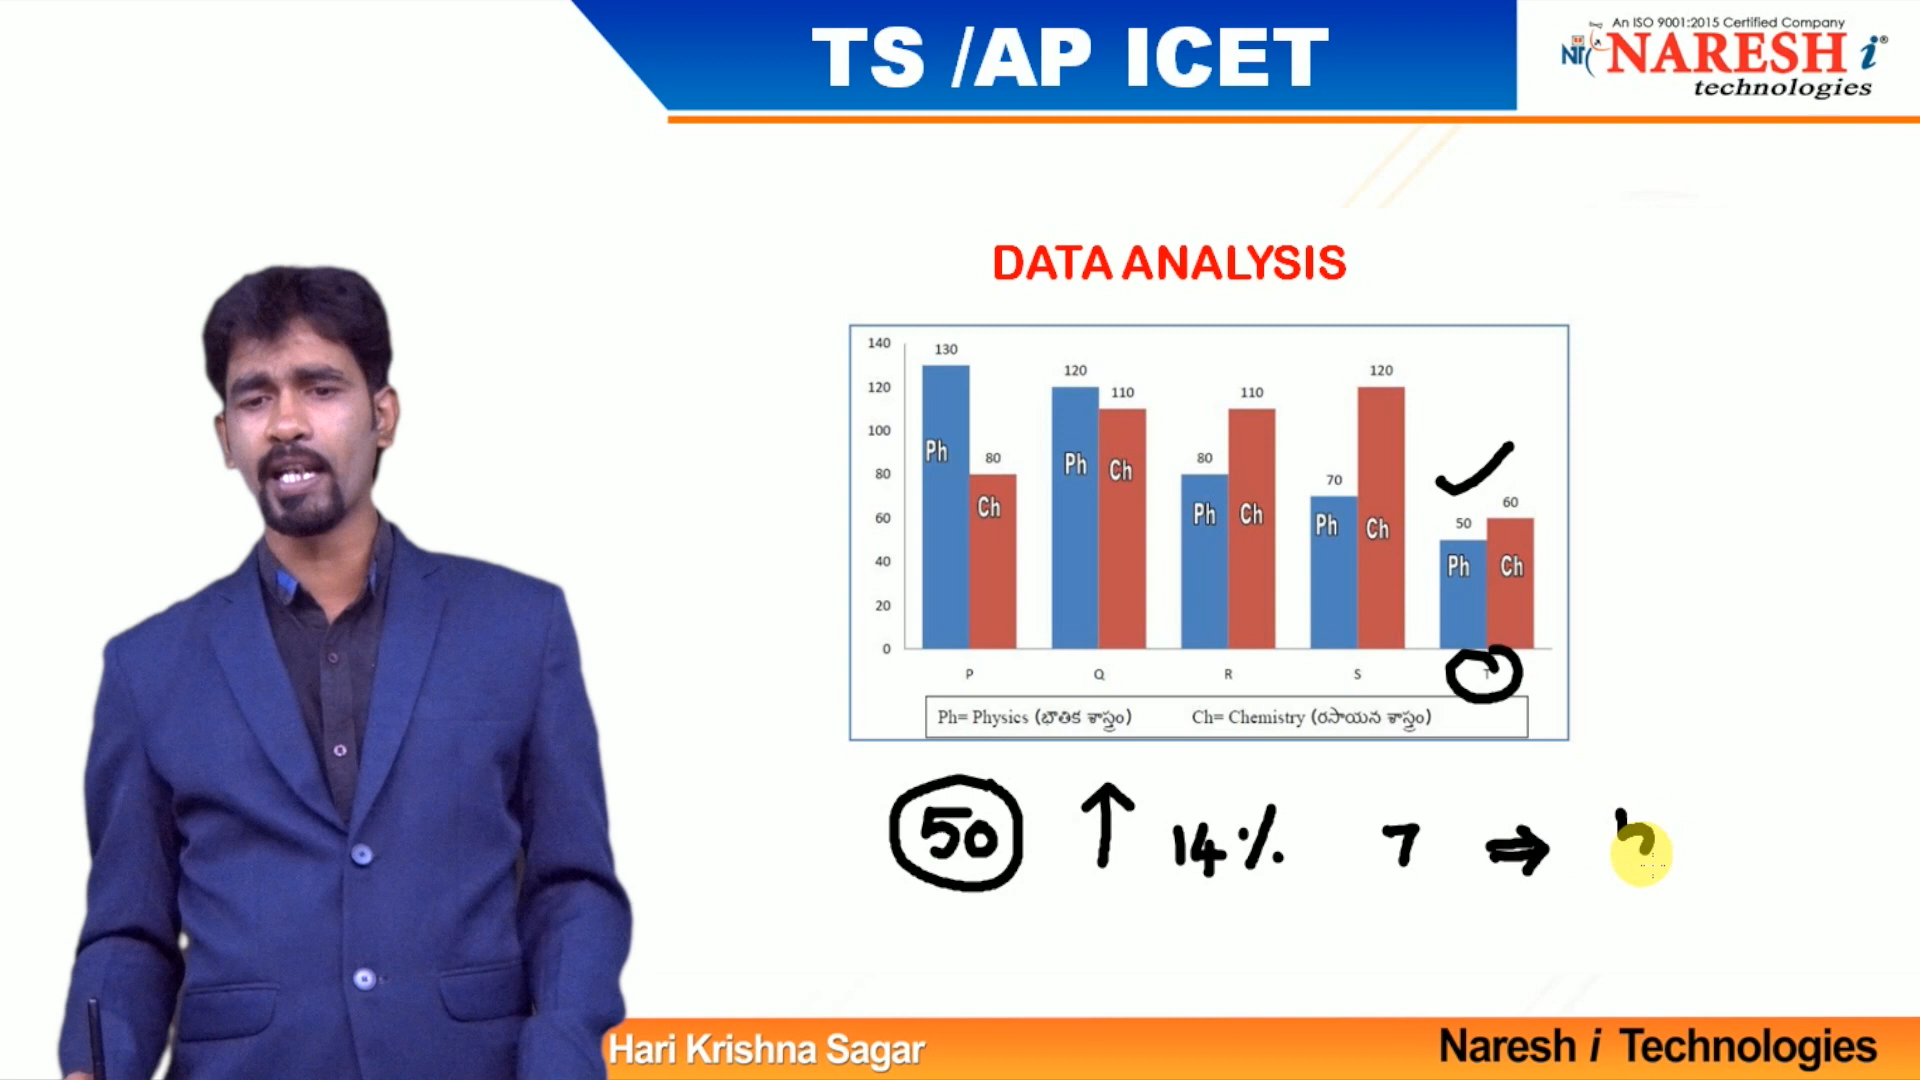 TS /AP ICET
An ISO 9001:2015 Certified Company
NARESH i®
technologies
DATA ANALYSIS
140
120
100
80
60
40
20
0
130
80
120
110
80
110
70
120
50
60
Ph
Ch
Ph
Ch
Ph
Ch
Ph
Ch
Ph
Ch
P
Q
R
S
T
Ph= Physics (భౌతిక శాస్త్రం) Ch= Chemistry (రసాయన శాస్త్రం)
50 ↑ 14% 7 ⇒
Hari Krishna Sagar
Naresh i Technologies